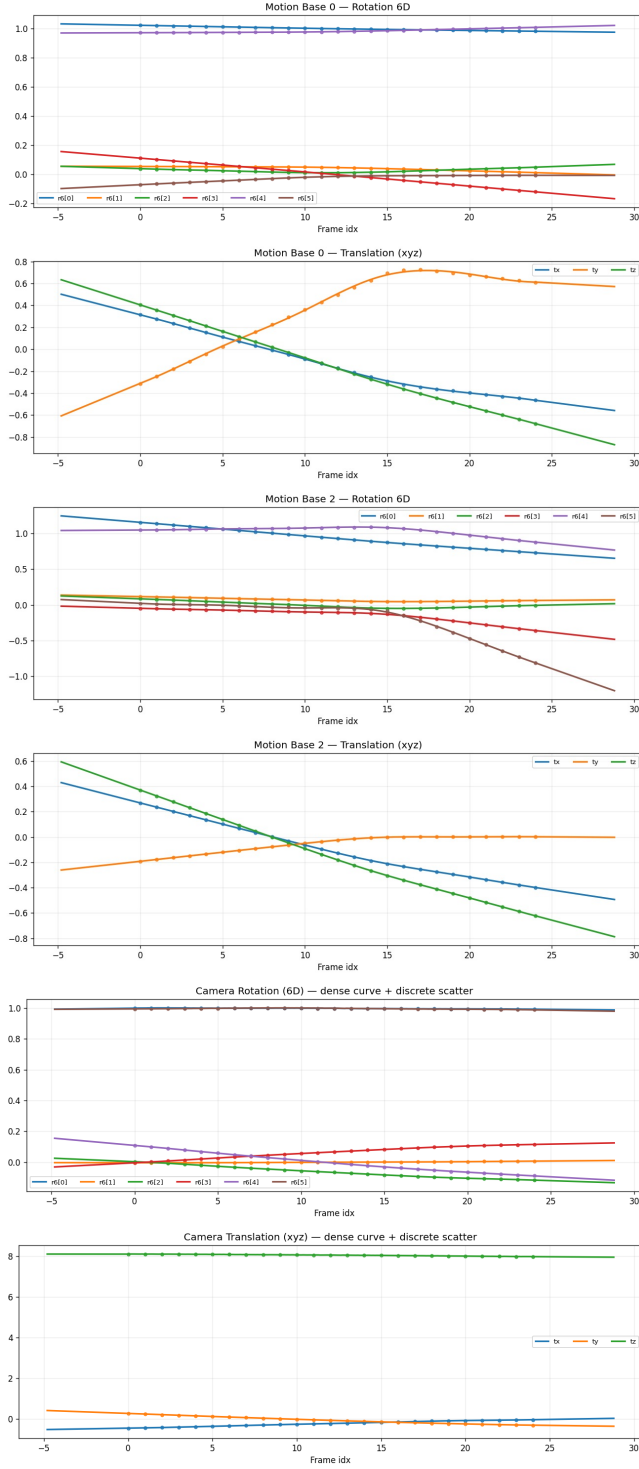 Motion Base 0 — Rotation 6D
1.0
0.8
0.6
0.4
0.2
0.0
−0.2
r6[0] r6[1] r6[2] r6[3] r6[4] r6[5]
−5 0 5 10 15 20 25 30
Frame idx
Motion Base 0 — Translation (xyz)
0.8
tx ty tz
0.6
0.4
0.2
0.0
−0.2
−0.4
−0.6
−0.8
−5 0 5 10 15 20 25 30
Frame idx
Motion Base 2 — Rotation 6D
r6[0] r6[1] r6[2] r6[3] r6[4] r6[5]
1.0
0.5
0.0
−0.5
−1.0
−5 0 5 10 15 20 25 30
Frame idx
Motion Base 2 — Translation (xyz)
0.6
tx ty tz
0.4
0.2
0.0
−0.2
−0.4
−0.6
−0.8
−5 0 5 10 15 20 25 30
Frame idx
Camera Rotation (6D) — dense curve + discrete scatter
1.0
0.8
0.6
0.4
0.2
0.0
r6[0] r6[1] r6[2] r6[3] r6[4] r6[5]
−5 0 5 10 15 20 25 30
Frame idx
Camera Translation (xyz) — dense curve + discrete scatter
8
6
4
tx ty tz
2
0
−5 0 5 10 15 20 25 30
Frame idx